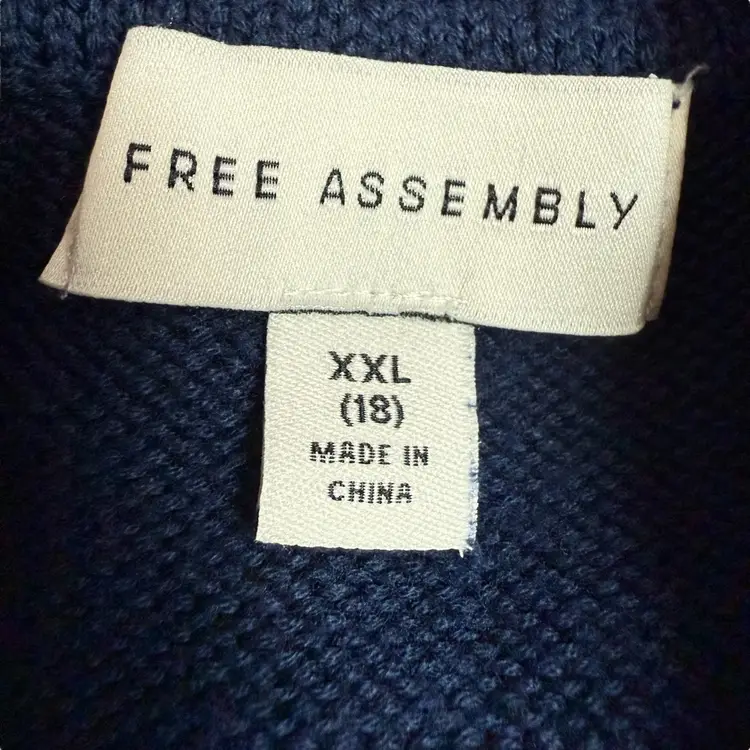 FREE ASSEMBLY
XXL
(18)
MADE IN
CHINA